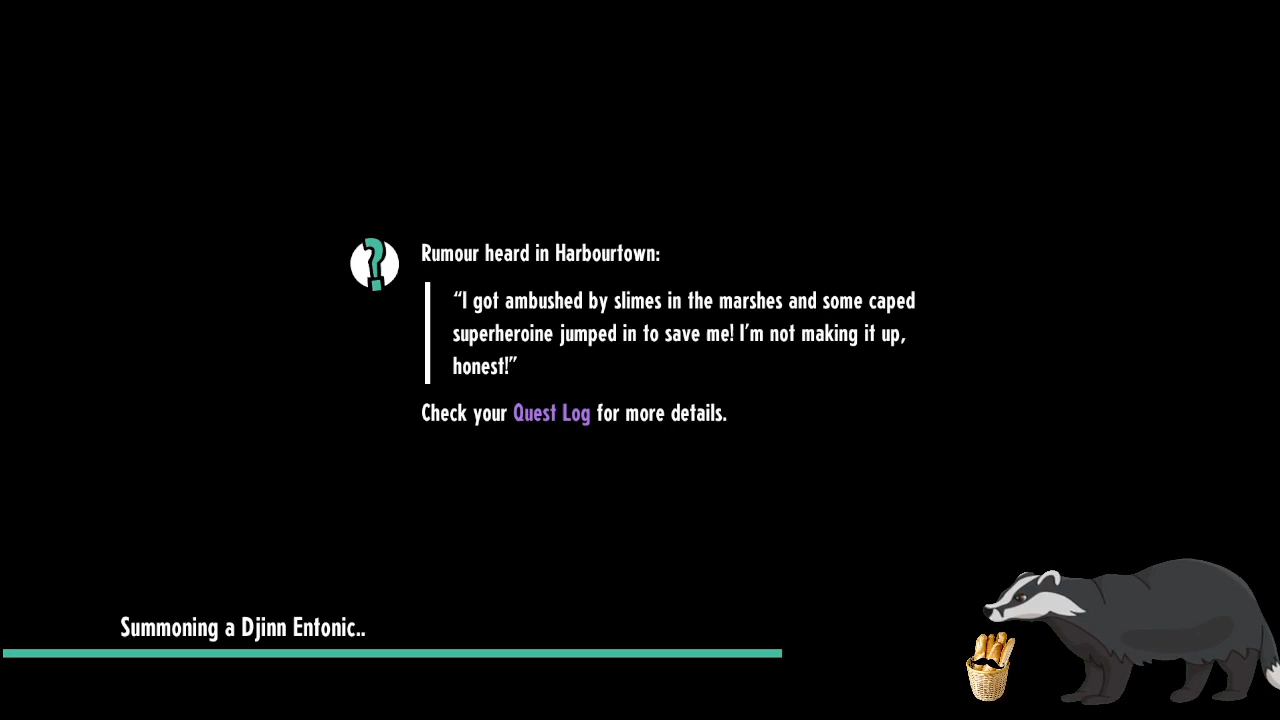 Rumour heard in Harbourtown:
“I got ambushed by slimes in the marshes and some caped
superheroine jumped in to save me! I’m not making it up,
honest!”
Check your Quest Log for more details.
Summoning a Djinn Entonic..